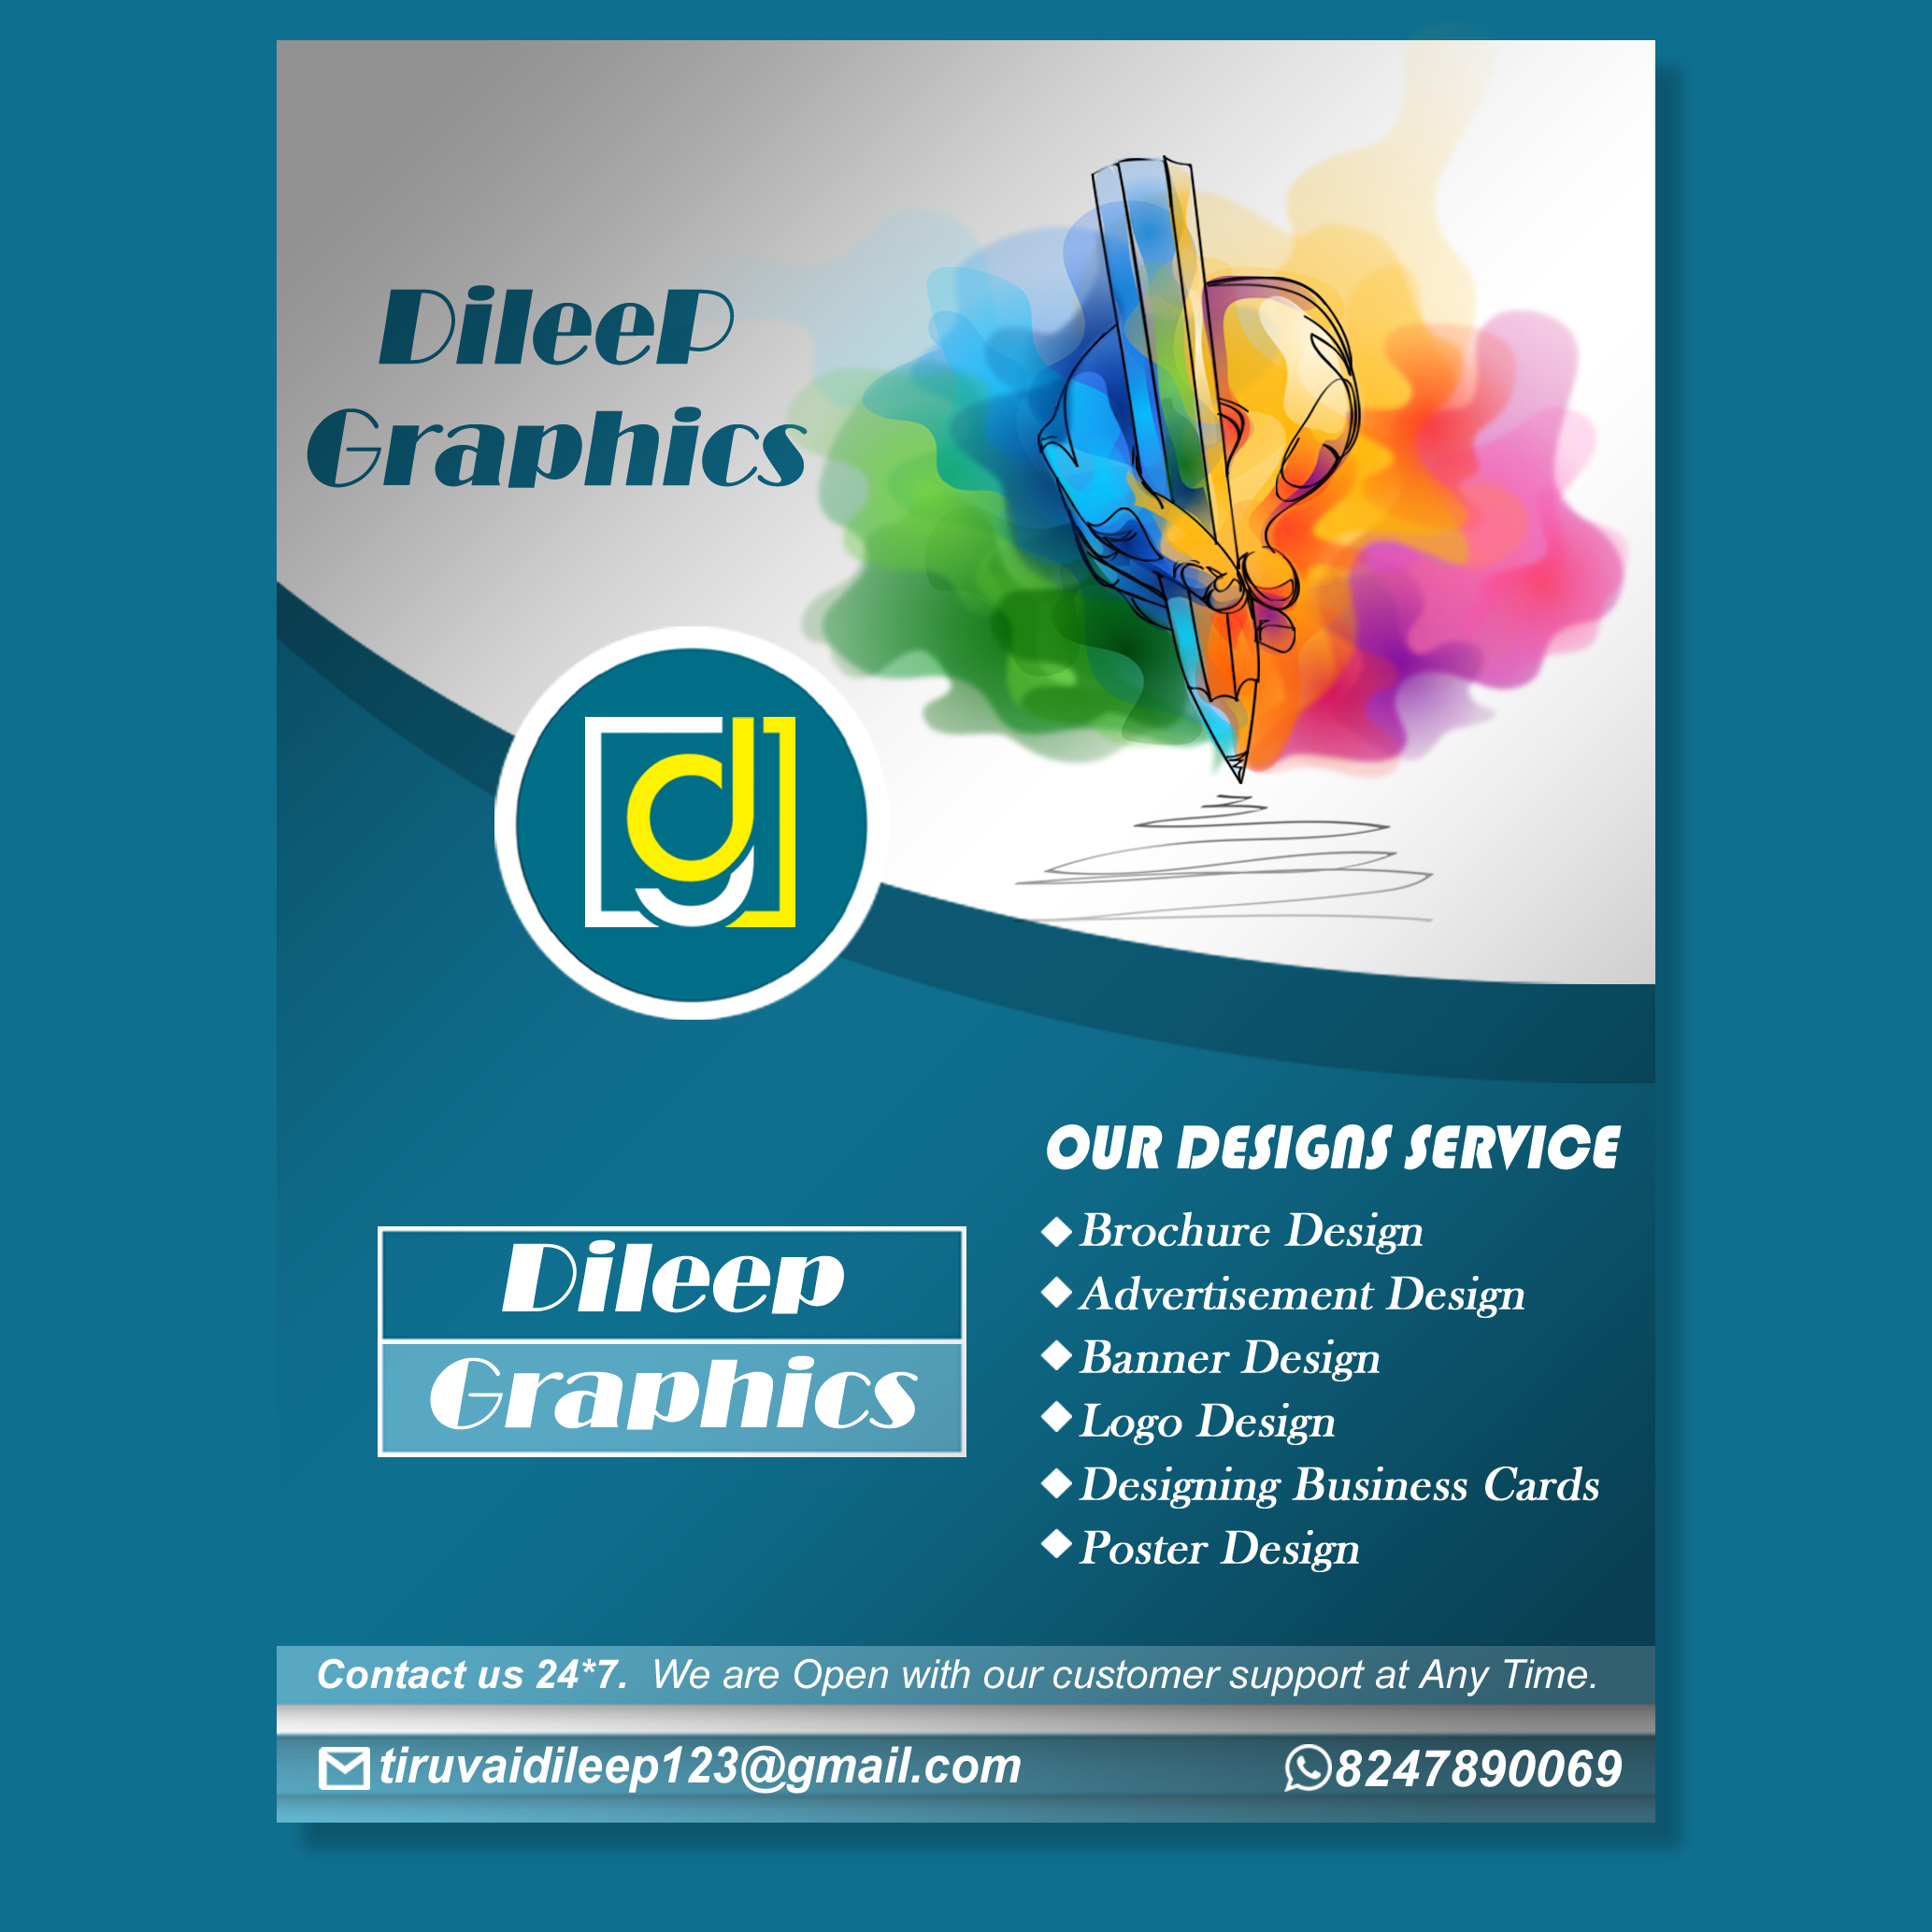 DileeP
Graphics
dg
OUR DESIGNS SERVICE
Brochure Design
Advertisement Design
Banner Design
Logo Design
Designing Business Cards
Poster Design
Dileep
Graphics
Contact us 24*7. We are Open with our customer support at Any Time.
tiruvaidileep123@gmail.com
8247890069